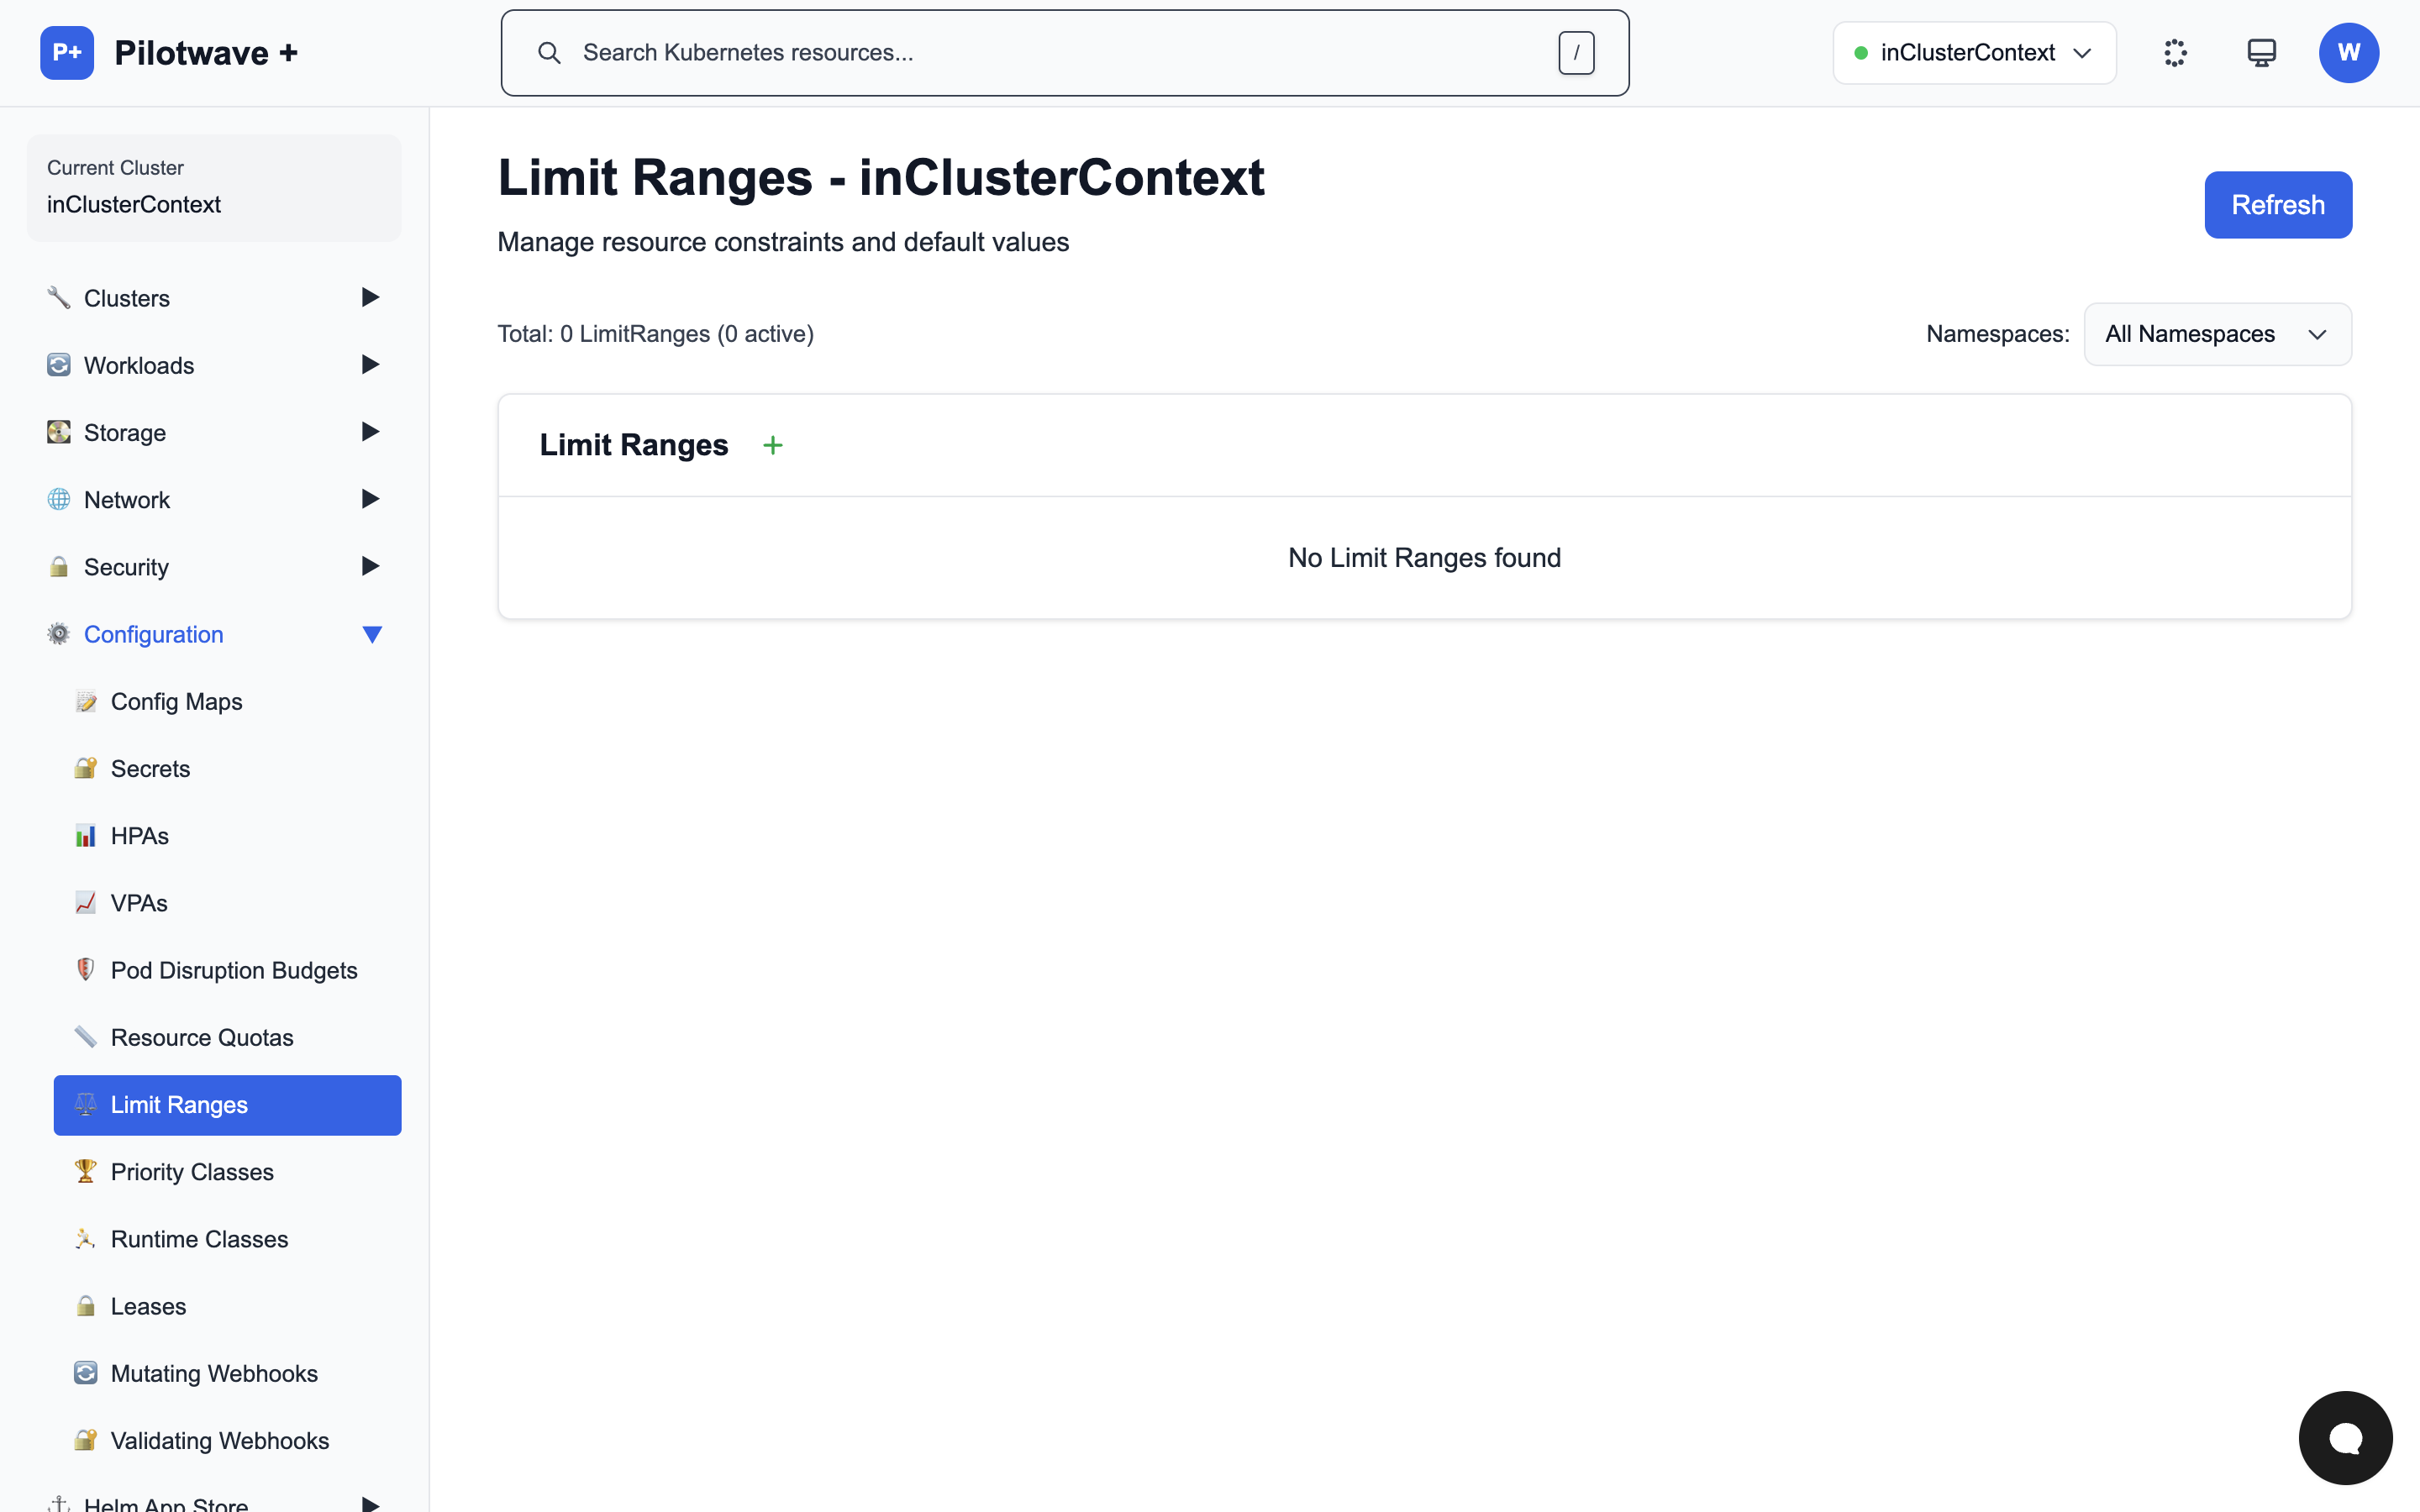 P+ Pilotwave +
Search Kubernetes resources... /
inClusterContext
W
Current Cluster
inClusterContext
Clusters
Workloads
Storage
Network
Security
Configuration
Config Maps
Secrets
HPAs
VPAs
Pod Disruption Budgets
Resource Quotas
Limit Ranges
Priority Classes
Runtime Classes
Leases
Mutating Webhooks
Validating Webhooks
Helm App Store
Limit Ranges - inClusterContext
Manage resource constraints and default values
Refresh
Total: 0 LimitRanges (0 active)
Namespaces: All Namespaces
Limit Ranges +
No Limit Ranges found